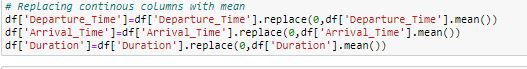 # Replacing continous columns with mean
df['Departure_Time']=df['Departure_Time'].replace(0,df['Departure_Time'].mean())
df['Arrival_Time']=df['Arrival_Time'].replace(0,df['Arrival_Time'].mean())
df['Duration']=df['Duration'].replace(0,df['Duration'].mean())